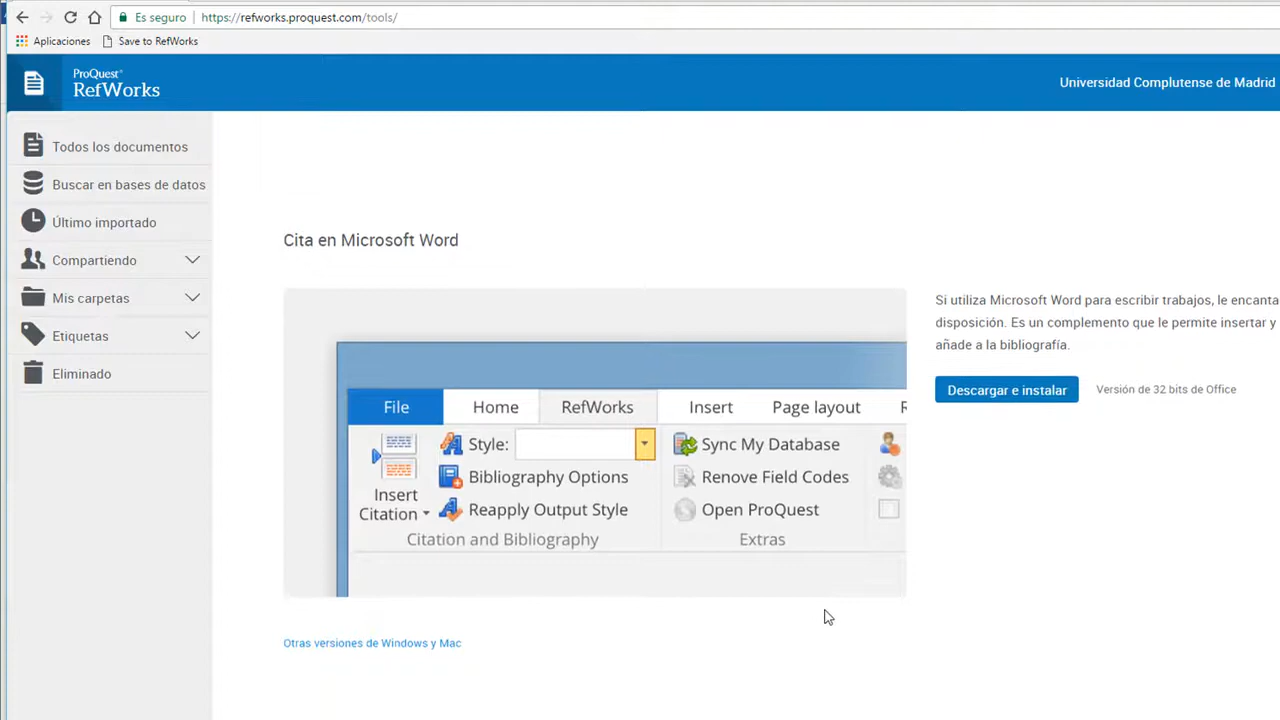 Es seguro https://refworks.proquest.com/tools/
Aplicaciones Save to RefWorks
ProQuest®
RefWorks
Universidad Complutense de Madrid
Todos los documentos
Buscar en bases de datos
Último importado
Compartiendo
Mis carpetas
Etiquetas
Eliminado
Cita en Microsoft Word
File Home RefWorks Insert Page layout R
Insert
Citation
Style:
Bibliography Options
Reapply Output Style
Citation and Bibliography
Sync My Database
Remove Field Codes
Open ProQuest
Extras
Si utiliza Microsoft Word para escribir trabajos, le encanta
disposición. Es un complemento que le permite insertar y
añade a la bibliografía.
Descargar e instalar Versión de 32 bits de Office
Otras versiones de Windows y Mac